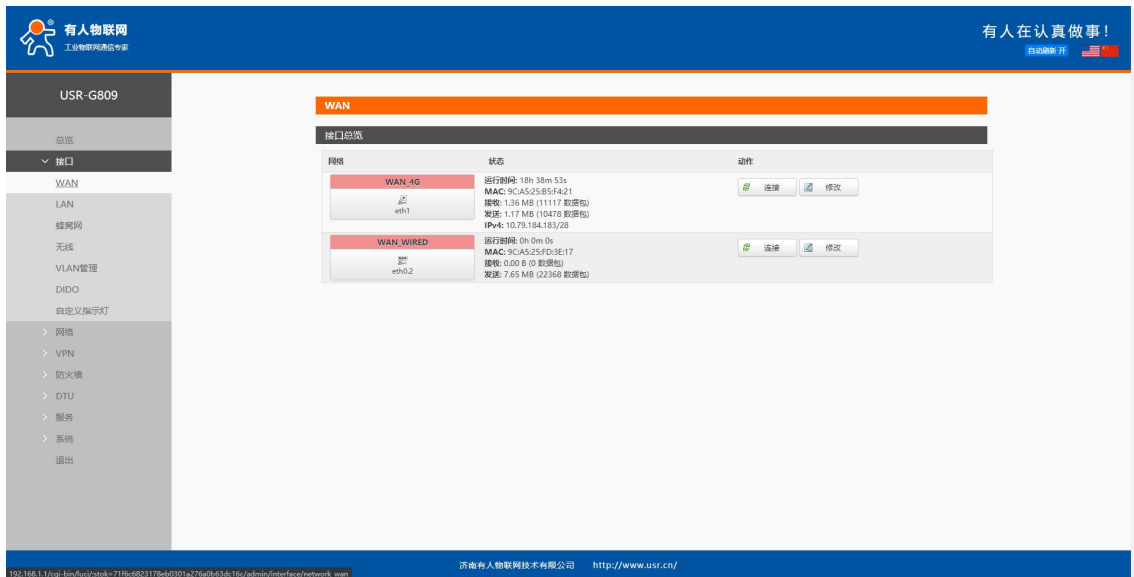 有人物联网
工业物联网通信专家
有人在认真做事！
自动刷新 开
USR-G809
总览
接口
WAN
LAN
蜂窝网
无线
VLAN管理
DIDO
自定义指示灯
网络
VPN
防火墙
DTU
服务
系统
退出
WAN
接口总览
网络 状态 动作
WAN_4G
eth1
运行时间: 18h 38m 53s
MAC: 9C:A5:25:B5:F4:21
接收: 1.36 MB (11117 数据包)
发送: 1.17 MB (10478 数据包)
IPv4: 10.79.184.183/28
连接 修改
WAN_WIRED
eth0.2
运行时间: 0h 0m 0s
MAC: 9C:A5:25:FD:3E:17
接收: 0.00 B (0 数据包)
发送: 7.65 MB (22368 数据包)
连接 修改
济南有人物联网技术有限公司 http://www.usr.cn/
192.168.1.1/cgi-bin/luci/;stok=71f6c6823178eb0301a276a0b63dc16c/admin/interface/network_wan